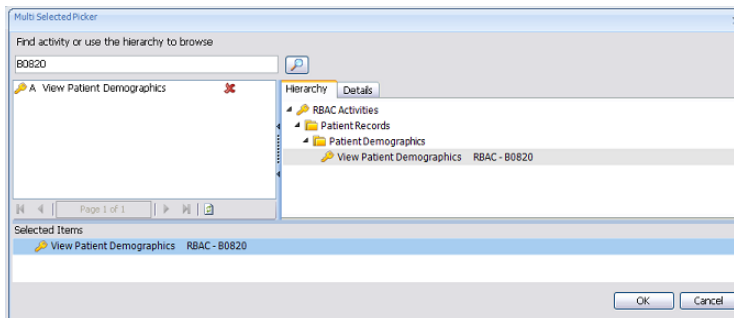 Multi Selected Picker
Find activity or use the hierarchy to browse
B0820
A View Patient Demographics
Page 1 of 1
Hierarchy Details
RBAC Activities
Patient Records
Patient Demographics
View Patient Demographics RBAC - B0820
Selected Items
View Patient Demographics RBAC - B0820
OK Cancel